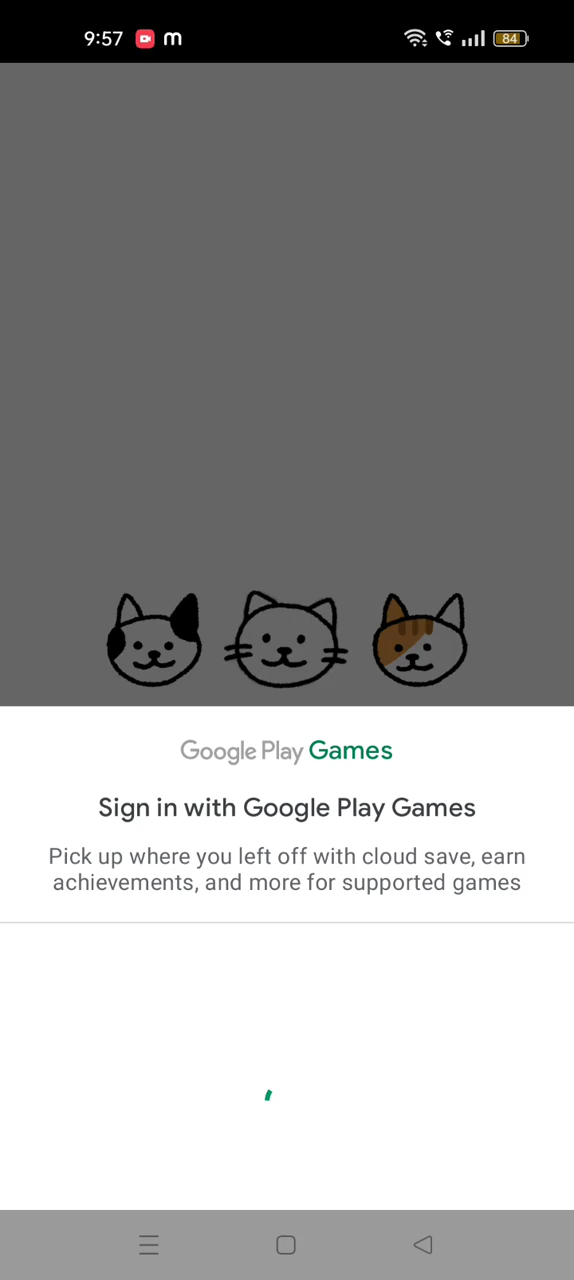 9:57 m 84
Google Play Games
Sign in with Google Play Games
Pick up where you left off with cloud save, earn
achievements, and more for supported games